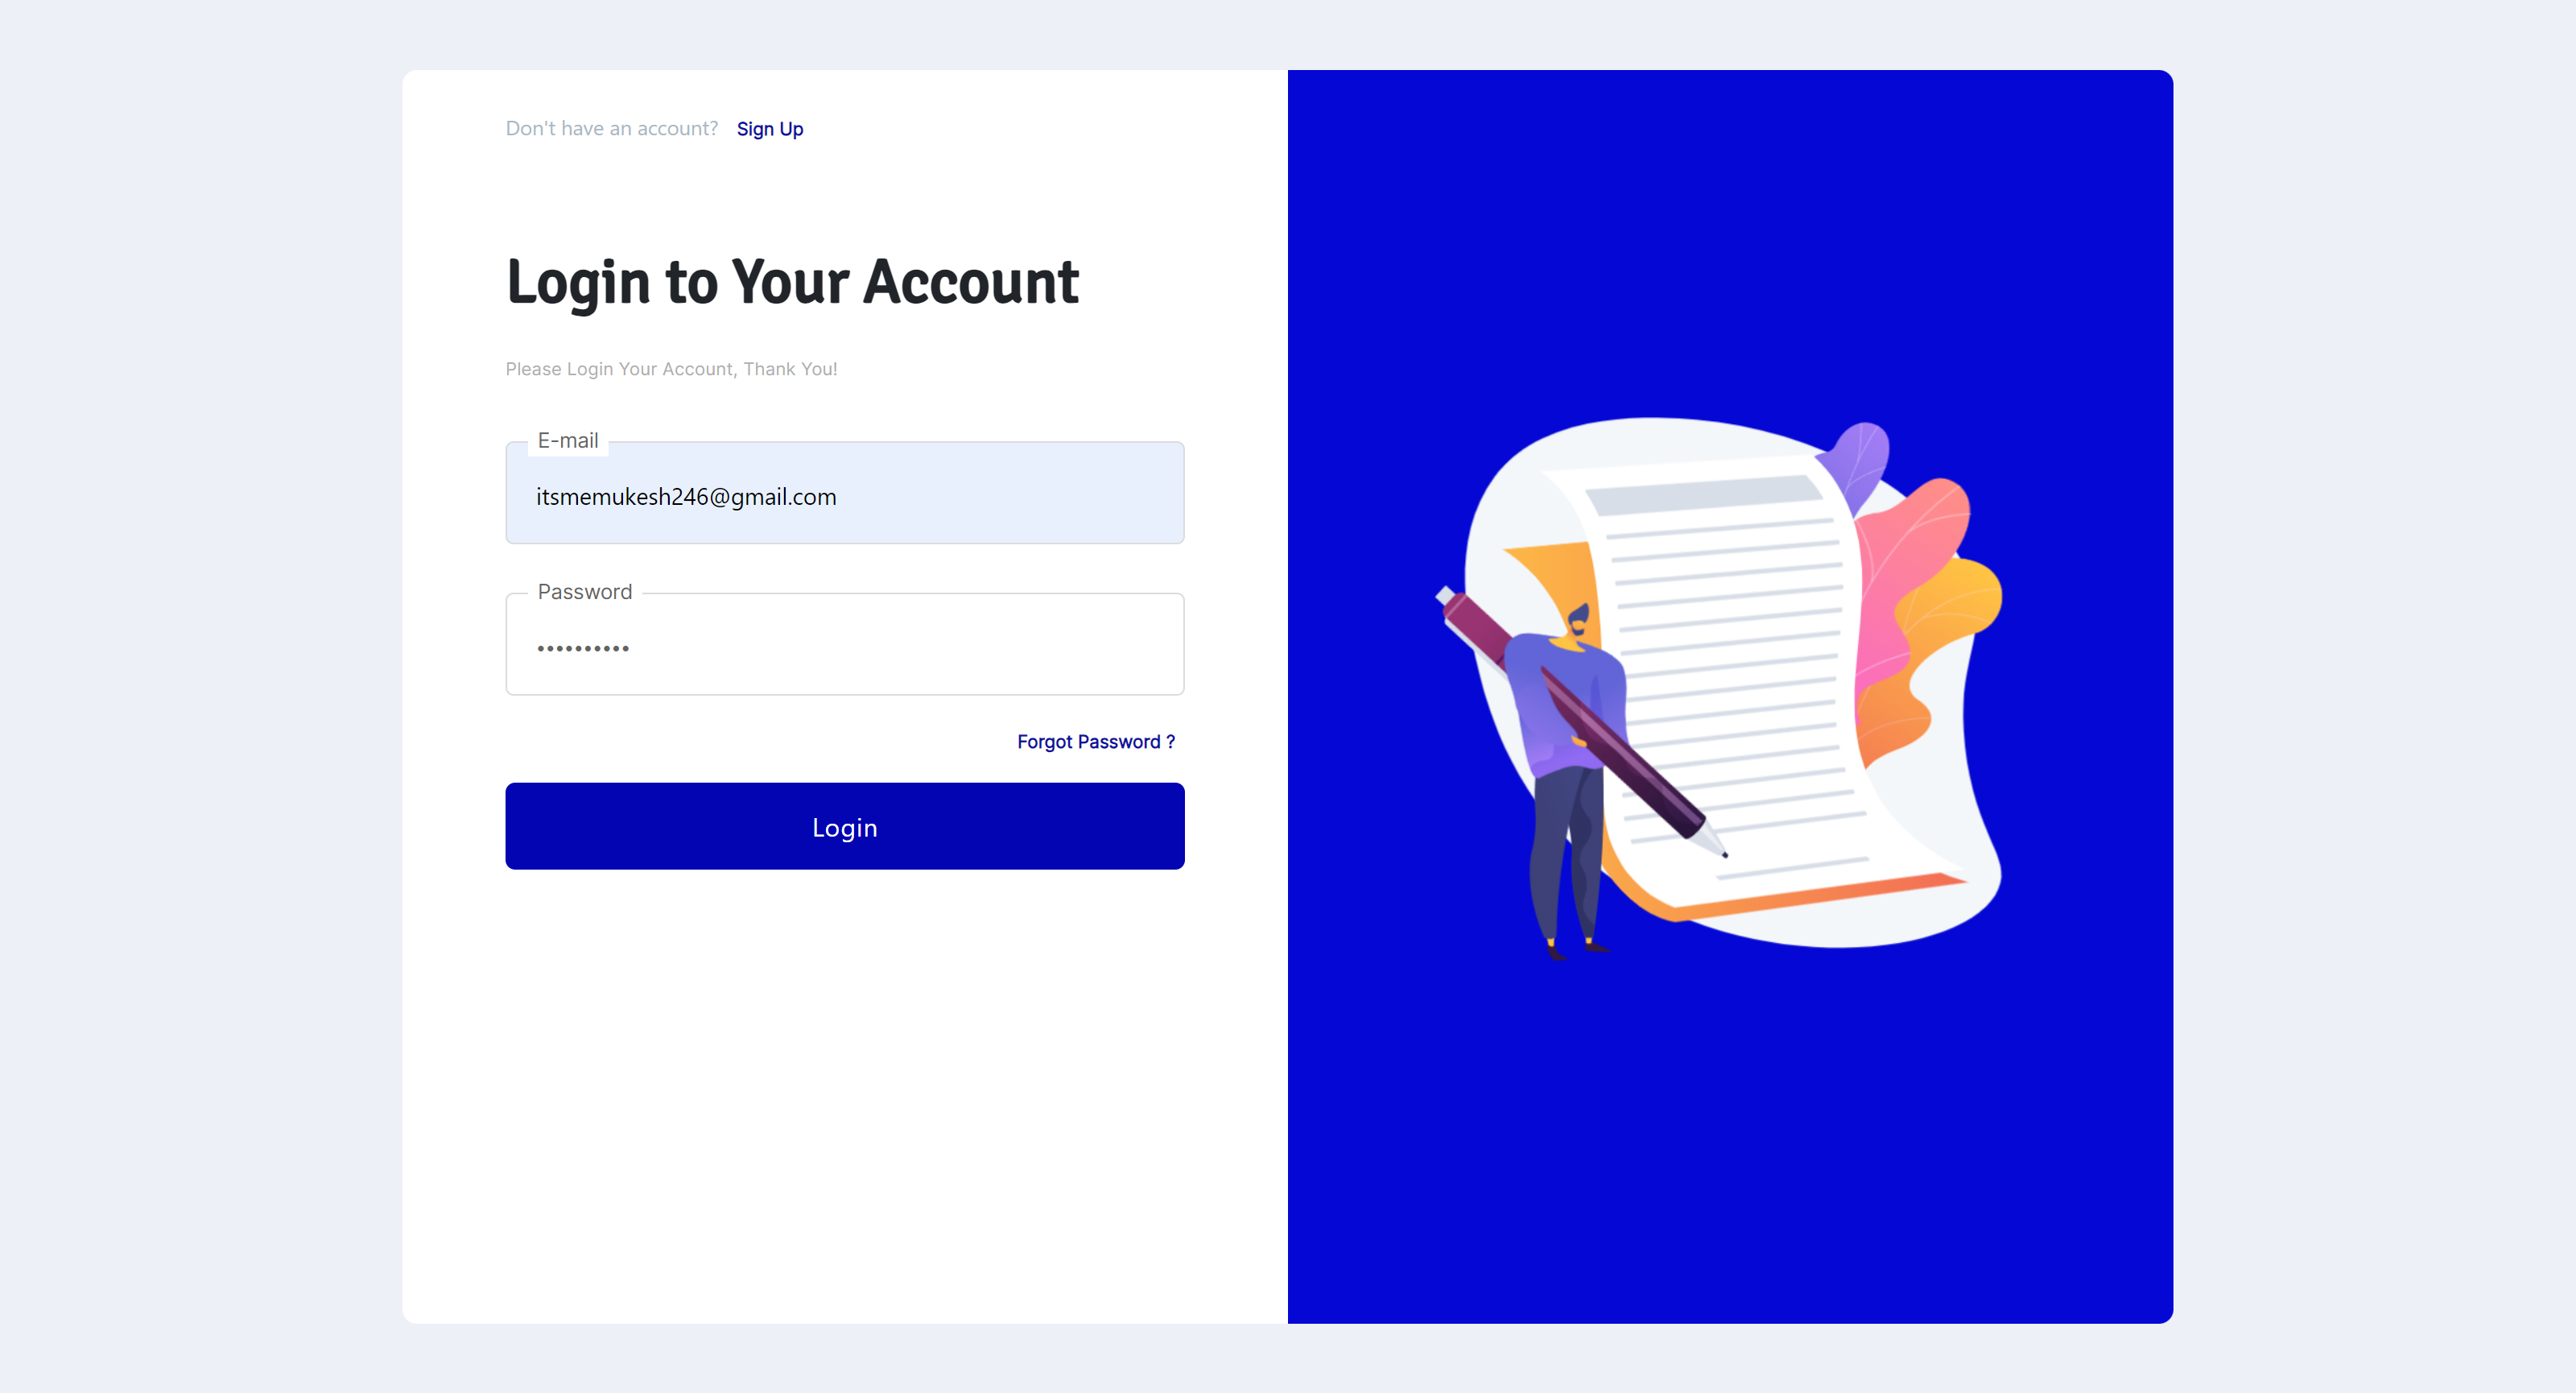 Don't have an account? Sign Up
Login to Your Account
Please Login Your Account, Thank You!
E-mail
itsmemukesh246@gmail.com
Password
••••••••••
Forgot Password ?
Login